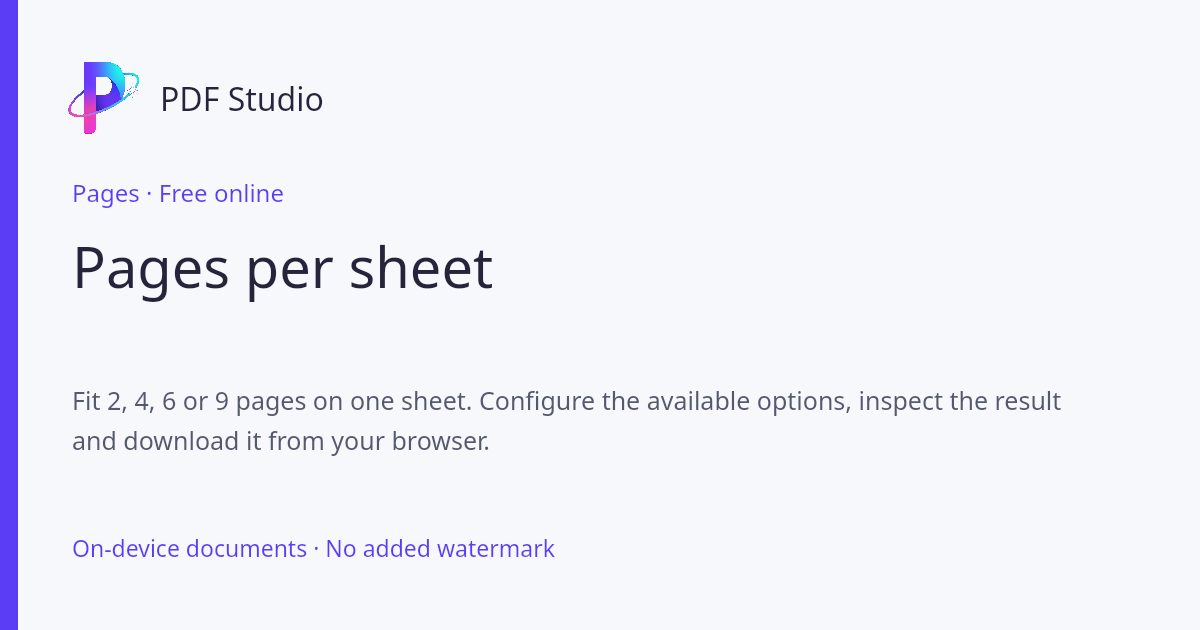 PDF Studio
Pages · Free online
Pages per sheet
Fit 2, 4, 6 or 9 pages on one sheet. Configure the available options, inspect the result
and download it from your browser.
On-device documents · No added watermark